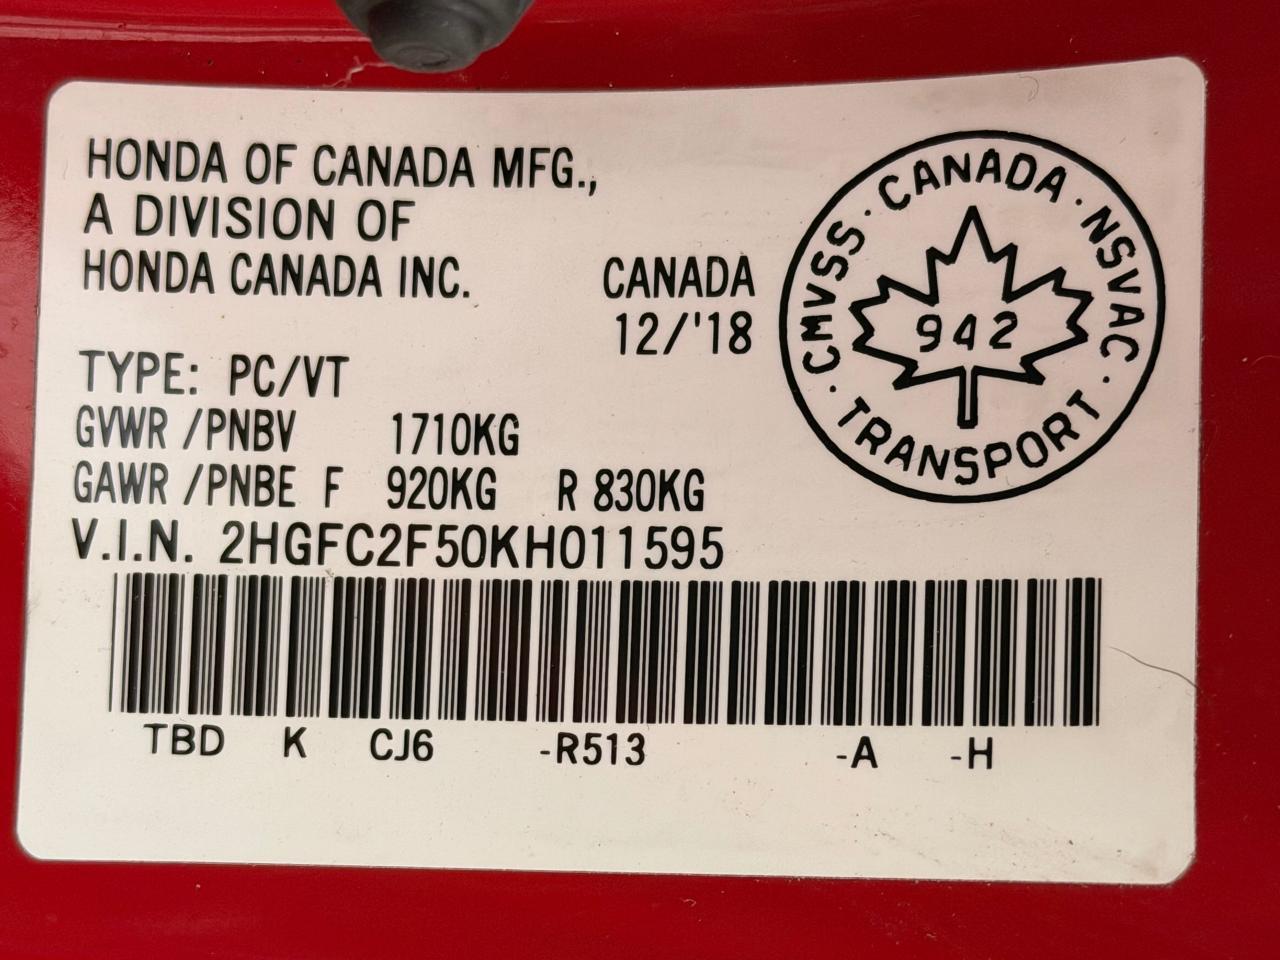 HONDA OF CANADA MFG.,
A DIVISION OF
HONDA CANADA INC.
CANADA
12/'18
CMVSS · CANADA · NSVAC · TRANSPORT ·
942
TYPE: PC/VT
GVWR /PNBV 1710KG
GAWR /PNBE F 920KG R 830KG
V.I.N. 2HGFC2F50KH011595
TBD K CJ6 -R513 -A -H